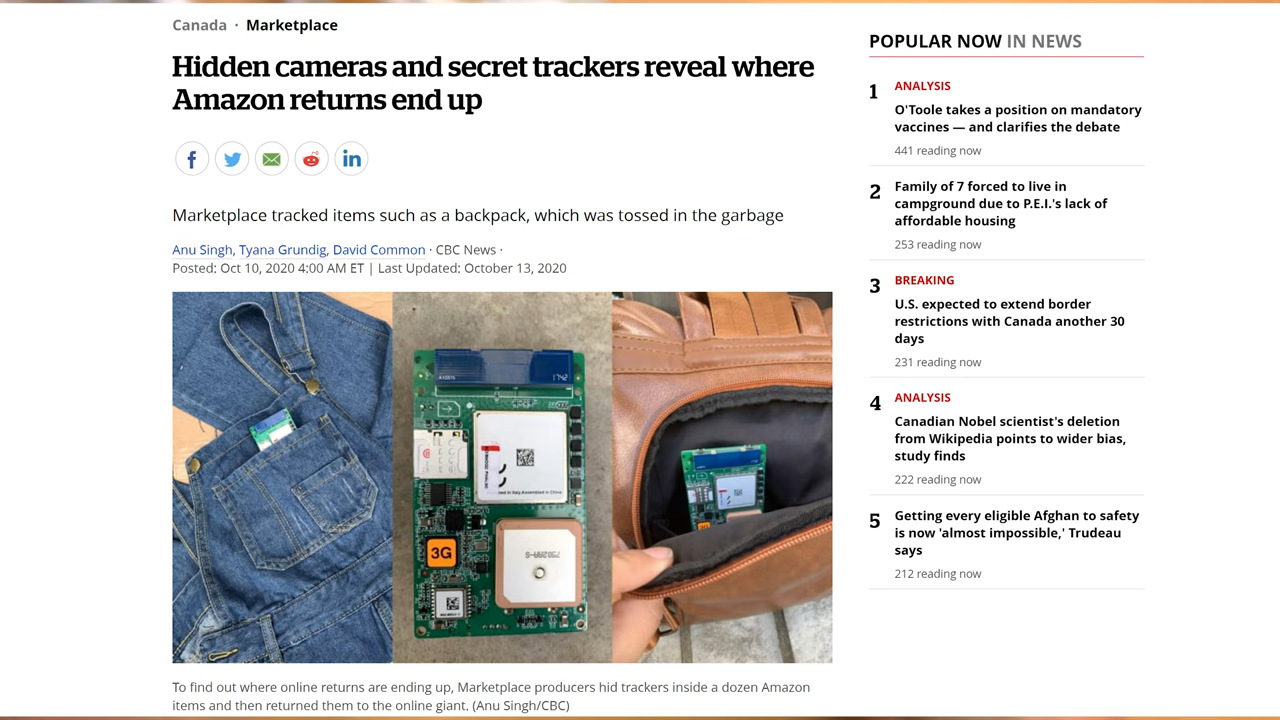 Canada · Marketplace
Hidden cameras and secret trackers reveal where
Amazon returns end up
Marketplace tracked items such as a backpack, which was tossed in the garbage
Anu Singh, Tyana Grundig, David Common · CBC News ·
Posted: Oct 10, 2020 4:00 AM ET | Last Updated: October 13, 2020
1742
3G
To find out where online returns are ending up, Marketplace producers hid trackers inside a dozen Amazon
items and then returned them to the online giant. (Anu Singh/CBC)
POPULAR NOW IN NEWS
1
ANALYSIS
O'Toole takes a position on mandatory
vaccines — and clarifies the debate
441 reading now
2
Family of 7 forced to live in
campground due to P.E.I.'s lack of
affordable housing
253 reading now
3
BREAKING
U.S. expected to extend border
restrictions with Canada another 30
days
231 reading now
4
ANALYSIS
Canadian Nobel scientist's deletion
from Wikipedia points to wider bias,
study finds
222 reading now
5
Getting every eligible Afghan to safety
is now 'almost impossible,' Trudeau
says
212 reading now